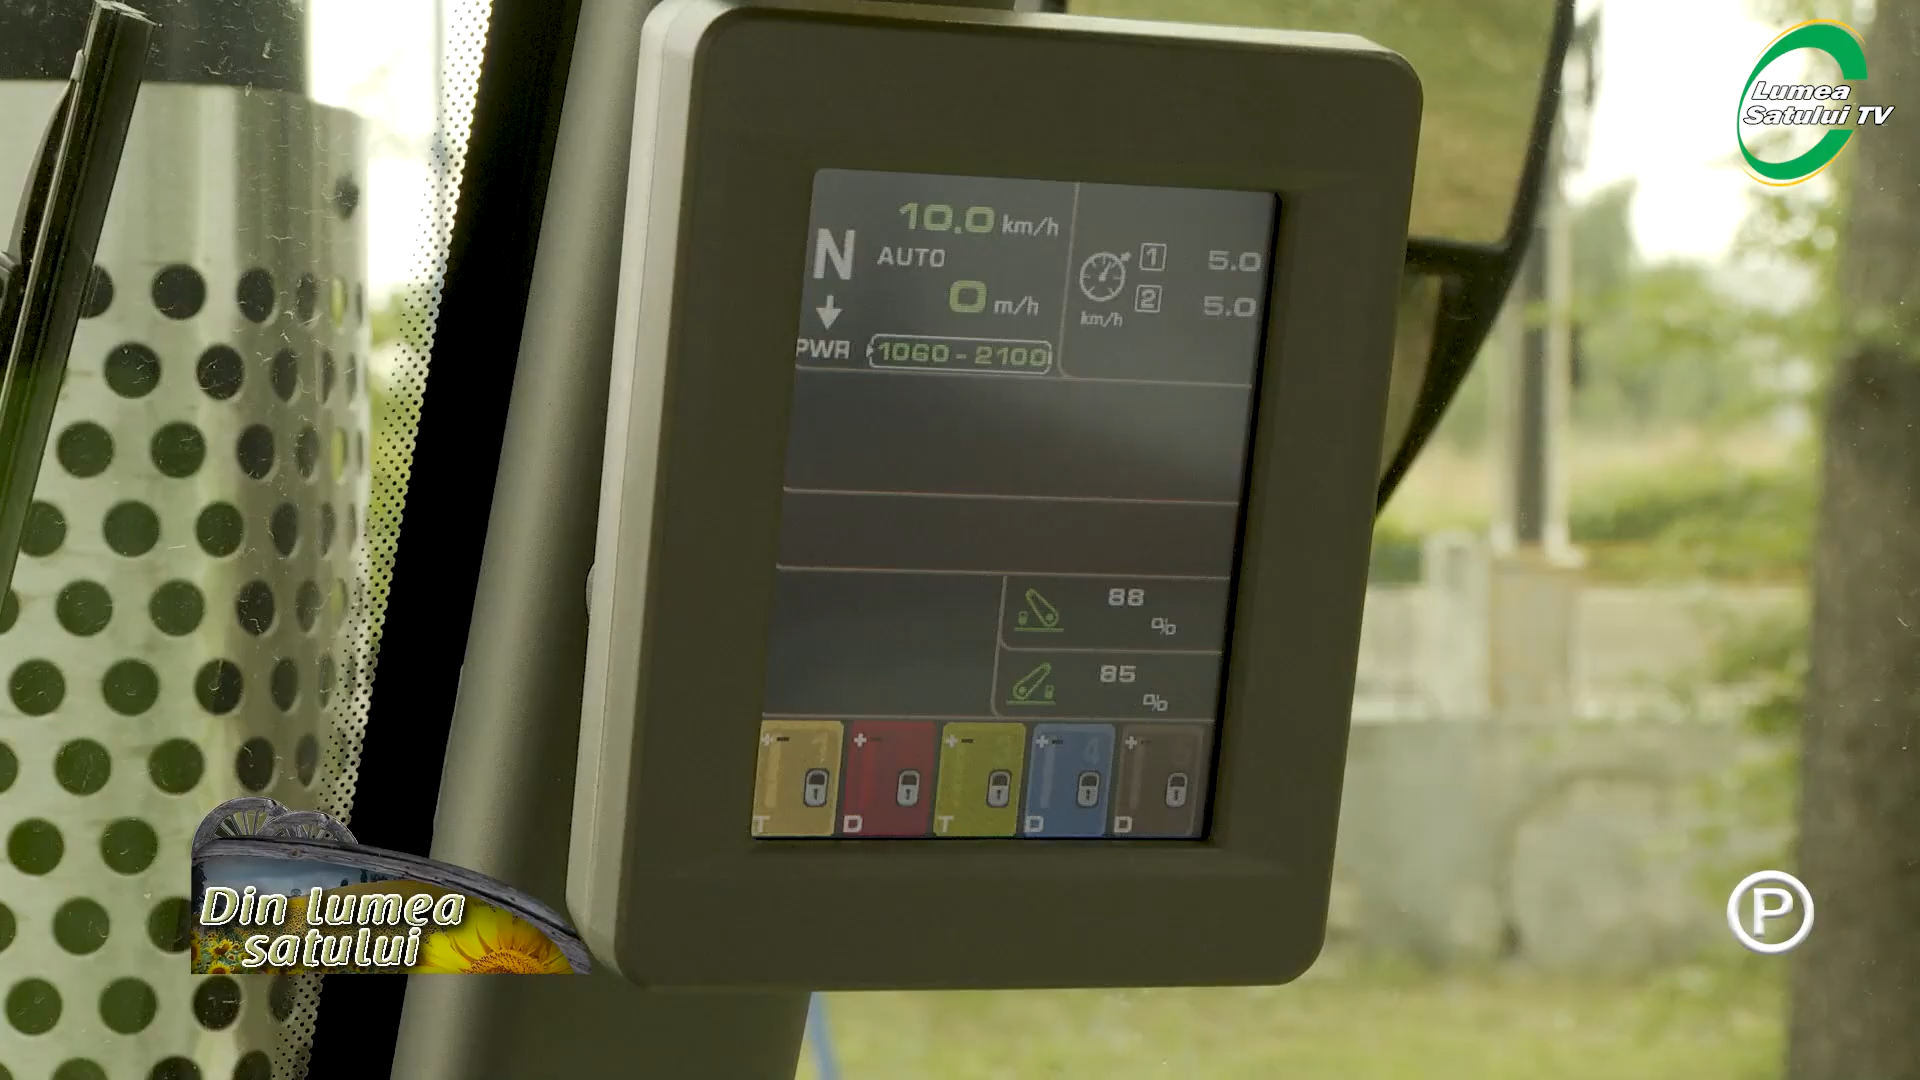 Lumea
Satului TV
10.0 km/h
N
AUTO
0 m/h
PWR
1060 - 2100
km/h
1 5.0
2 5.0
88
%
85
%
+ -
+ -
+ -
+ - 4
+ -
T
D
T
D
D
Din lumea
satului
P